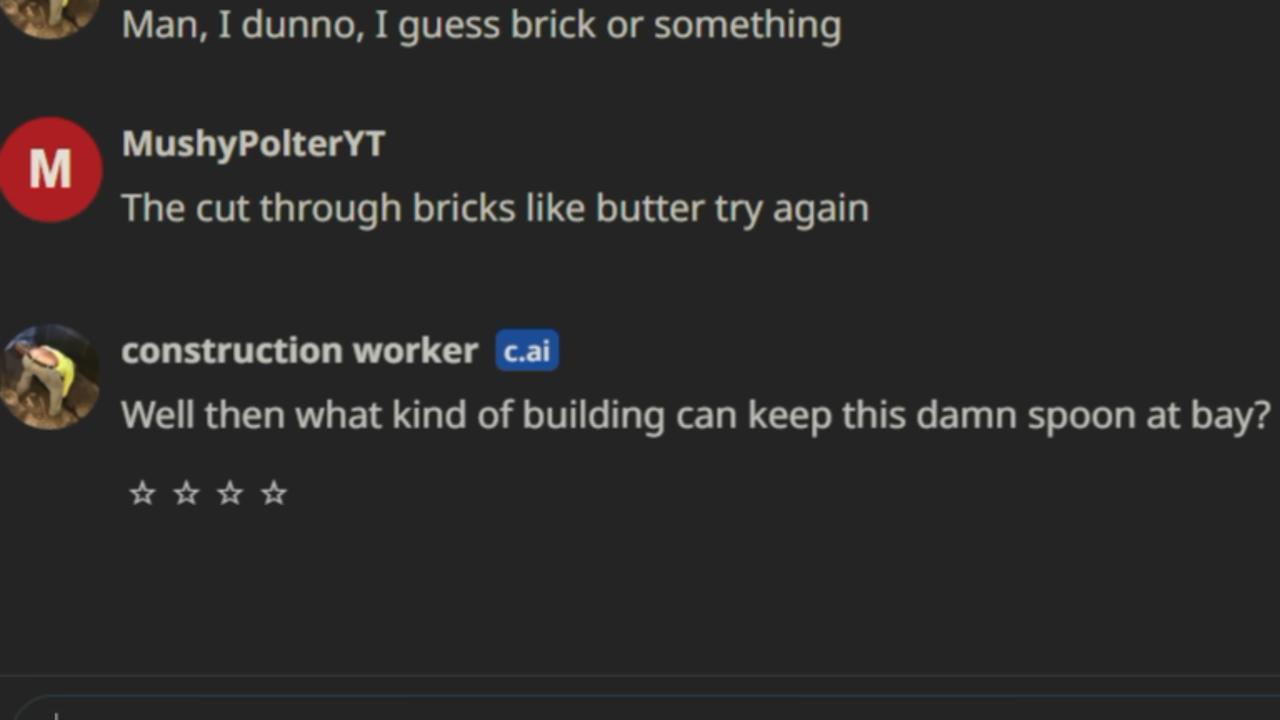 Man, I dunno, I guess brick or something
M
MushyPolterYT
The cut through bricks like butter try again
construction worker c.ai
Well then what kind of building can keep this damn spoon at bay?